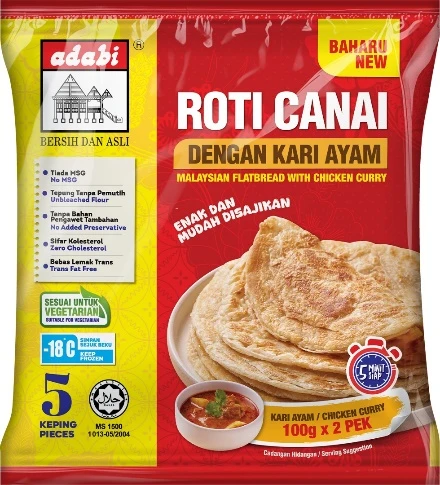 adabi
®
BERSIH DAN ASLI
BAHARU
NEW
ROTI CANAI
DENGAN KARI AYAM
MALAYSIAN FLATBREAD WITH CHICKEN CURRY
ENAK DAN
MUDAH DISAJIKAN
Tiada MSG
No MSG
Tepung Tanpa Pemutih
Unbleached Flour
Tanpa Bahan
Pengawet Tambahan
No Added Preservative
Sifar Kolesterol
Zero Cholesterol
Bebas Lemak Trans
Trans Fat Free
SESUAI UNTUK
VEGETARIAN
SUITABLE FOR VEGETARIAN
-18°C
SIMPAN
SEJUK BEKU
KEEP
FROZEN
5
KEPING
PIECES
حلال
MS 1500
1013-05/2004
5 MINIT
SIAP
KARI AYAM / CHICKEN CURRY
100g x 2 PEK
Cadangan Hidangan / Serving Suggestion